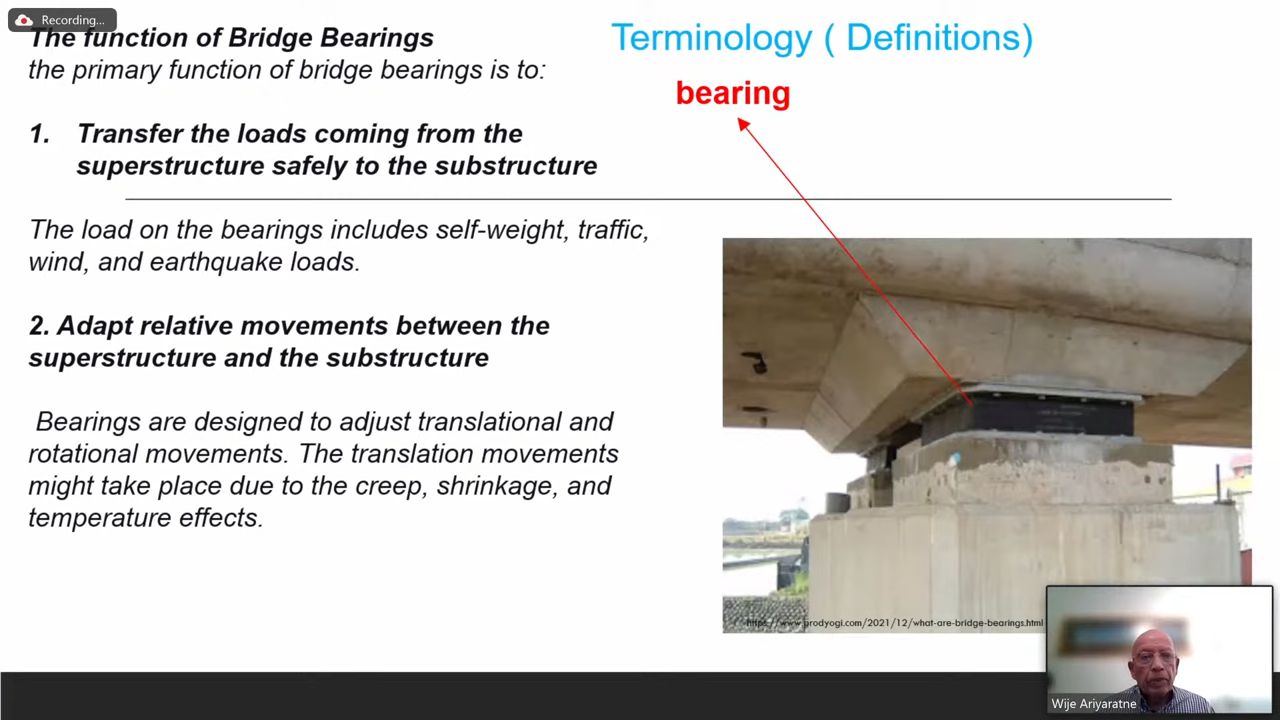 Recording...
The function of Bridge Bearings
the primary function of bridge bearings is to:
1. Transfer the loads coming from the
superstructure safely to the substructure
The load on the bearings includes self-weight, traffic,
wind, and earthquake loads.
2. Adapt relative movements between the
superstructure and the substructure
Bearings are designed to adjust translational and
rotational movements. The translation movements
might take place due to the creep, shrinkage, and
temperature effects.
Terminology ( Definitions)
bearing
https://www.prodyogi.com/2021/12/what-are-bridge-bearings.html
Wije Ariyaratne